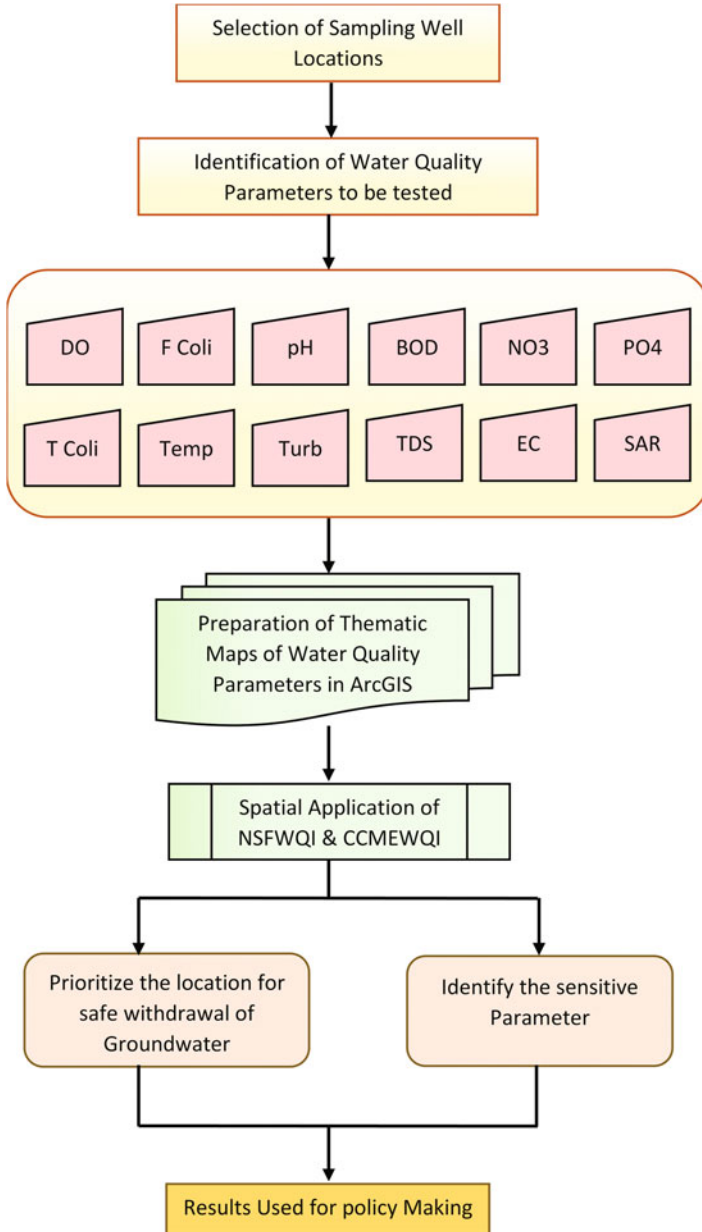 Selection of Sampling Well
Locations
Identification of Water Quality
Parameters to be tested
DO
F Coli
pH
BOD
NO3
PO4
T Coli
Temp
Turb
TDS
EC
SAR
Preparation of Thematic
Maps of Water Quality
Parameters in ArcGIS
Spatial Application of
NSFWQI & CCMEWQI
Prioritize the location for
safe withdrawal of
Groundwater
Identify the sensitive
Parameter
Results Used for policy Making